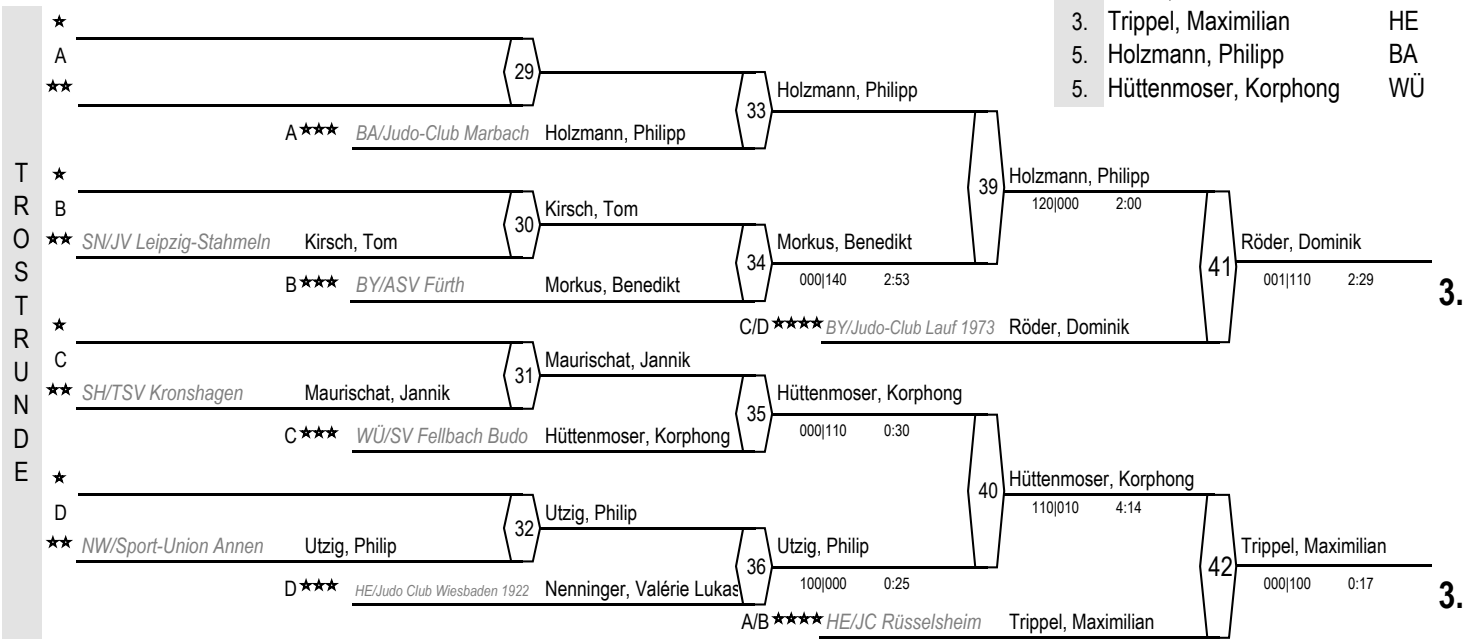 3. Trippel, Maximilian HE
5. Holzmann, Philipp BA
5. Hüttenmoser, Korphong WÜ
TROSTRUNDE
★
A
29
★★
33
Holzmann, Philipp
A★★★ BA/Judo-Club Marbach Holzmann, Philipp
39
Holzmann, Philipp
120|000 2:00
★
B
30
Kirsch, Tom
★★ SN/JV Leipzig-Stahmeln Kirsch, Tom
34
Morkus, Benedikt
000|140 2:53
B★★★ BY/ASV Fürth Morkus, Benedikt
41
Röder, Dominik
001|110 2:29
3.
C/D★★★★ BY/Judo-Club Lauf 1973 Röder, Dominik
★
C
31
Maurischat, Jannik
★★ SH/TSV Kronshagen Maurischat, Jannik
35
Hüttenmoser, Korphong
000|110 0:30
C★★★ WÜ/SV Fellbach Budo Hüttenmoser, Korphong
40
Hüttenmoser, Korphong
110|010 4:14
★
D
32
Utzig, Philip
★★ NW/Sport-Union Annen Utzig, Philip
36
Utzig, Philip
100|000 0:25
D★★★ HE/Judo Club Wiesbaden 1922 Nenninger, Valérie Lukas
42
Trippel, Maximilian
000|100 0:17
3.
A/B★★★★ HE/JC Rüsselsheim Trippel, Maximilian